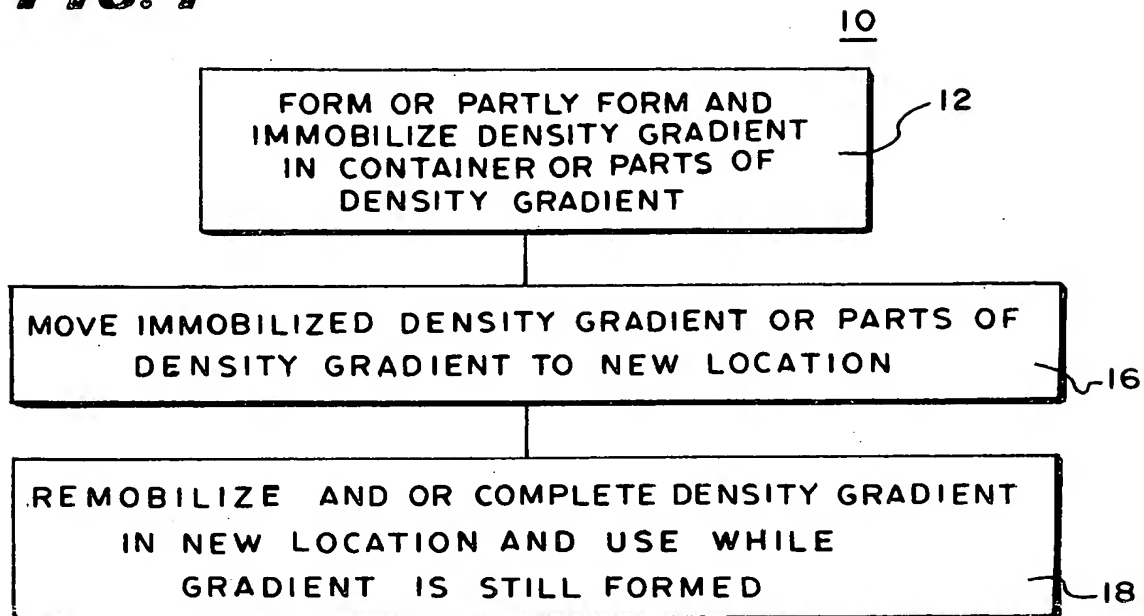 FIG. 1
10
FORM OR PARTLY FORM AND
IMMOBILIZE DENSITY GRADIENT
IN CONTAINER OR PARTS OF
DENSITY GRADIENT
12
MOVE IMMOBILIZED DENSITY GRADIENT OR PARTS OF
DENSITY GRADIENT TO NEW LOCATION
16
REMOBILIZE AND OR COMPLETE DENSITY GRADIENT
IN NEW LOCATION AND USE WHILE
GRADIENT IS STILL FORMED
18